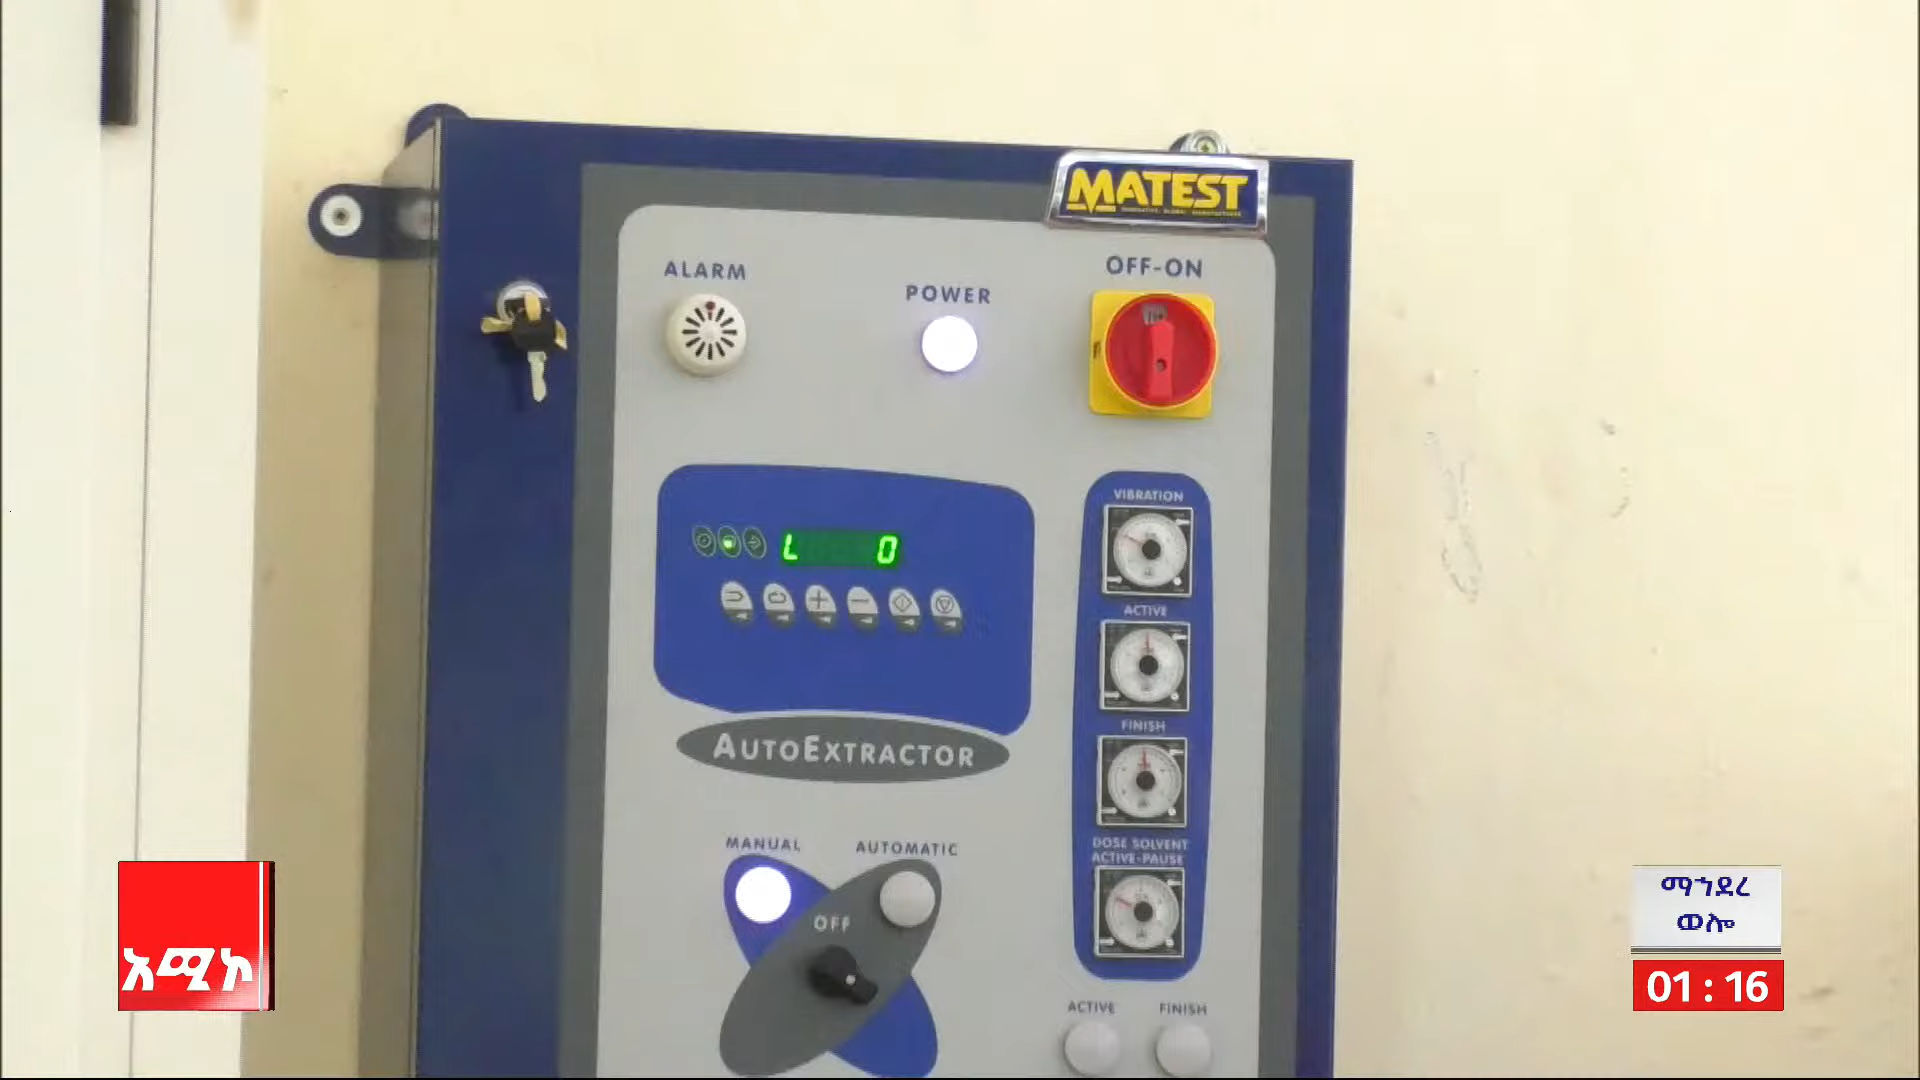 MATEST
ALARM
POWER
OFF-ON
VIBRATION
L 0
ACTIVE
FINISH
AUTOEXTRACTOR
DOSE SOLVENT
ACTIVE-PAUSE
MANUAL
AUTOMATIC
OFF
ACTIVE
FINISH
አሚኮ
ማኀደረ
ወሎ
01:16